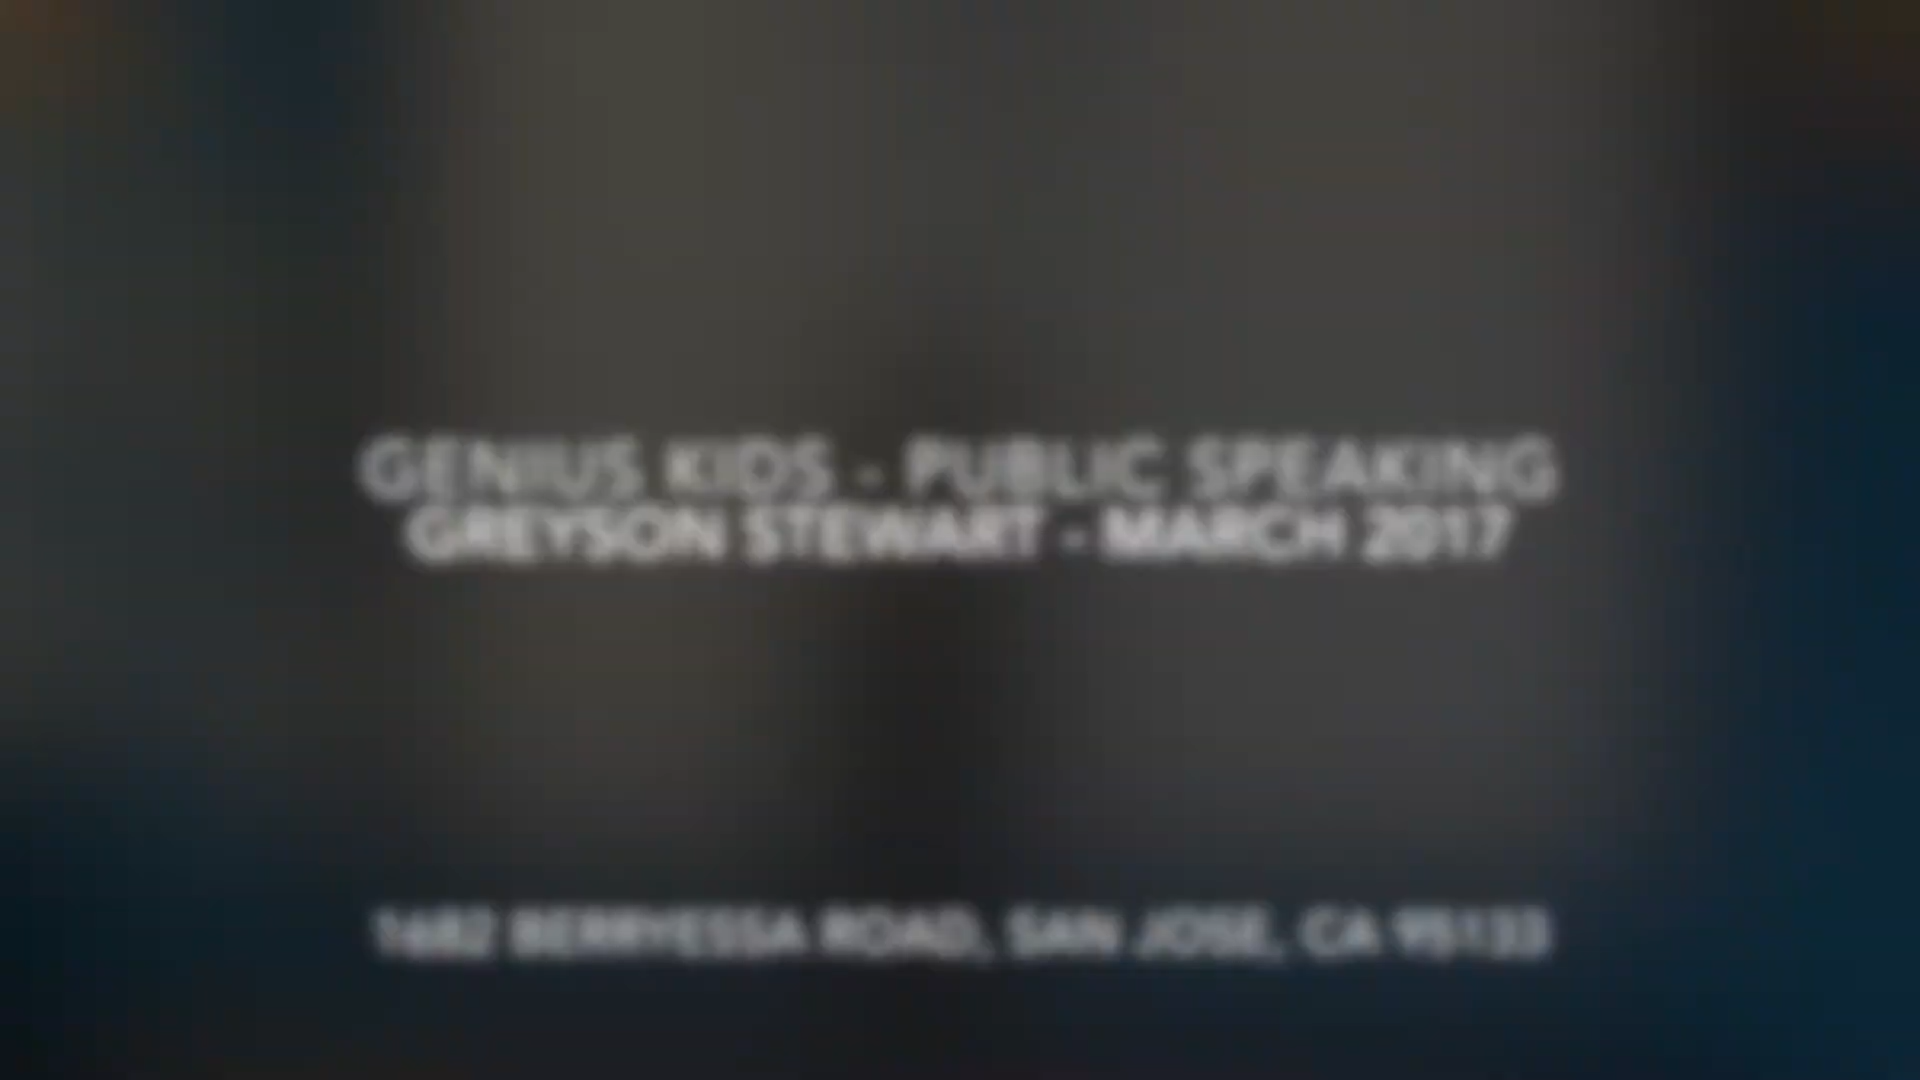 GENIUS KIDS - PUBLIC SPEAKING
GREYSON STEWART - MARCH 2017
1682 BERRYESSA ROAD, SAN JOSE, CA 95133